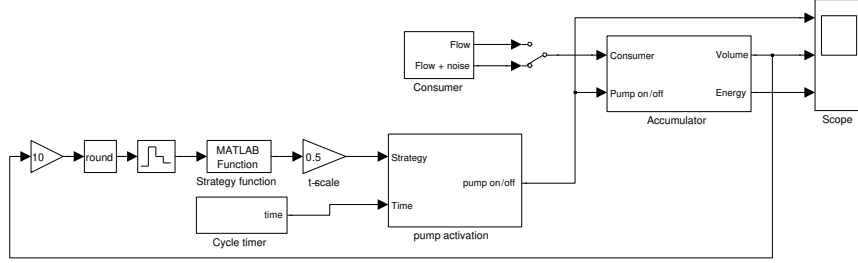 Flow
Flow + noise
Consumer
Consumer
Pump on/off
Volume
Energy
Accumulator
Scope
10
round
MATLAB
Function
Strategy function
0.5
t-scale
Strategy
Time
pump on/off
pump activation
time
Cycle timer